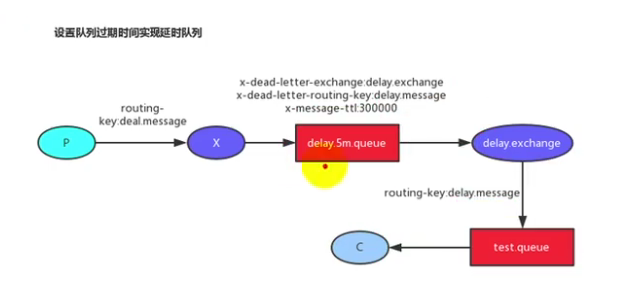 设置队列过期时间实现延时队列
x-dead-letter-exchange:delay.exchange
x-dead-letter-routing-key:delay.message
x-message-ttl:300000
routing-
key:deal.message
P
X
delay.5m.queue
delay.exchange
routing-key:delay.message
C
test.queue